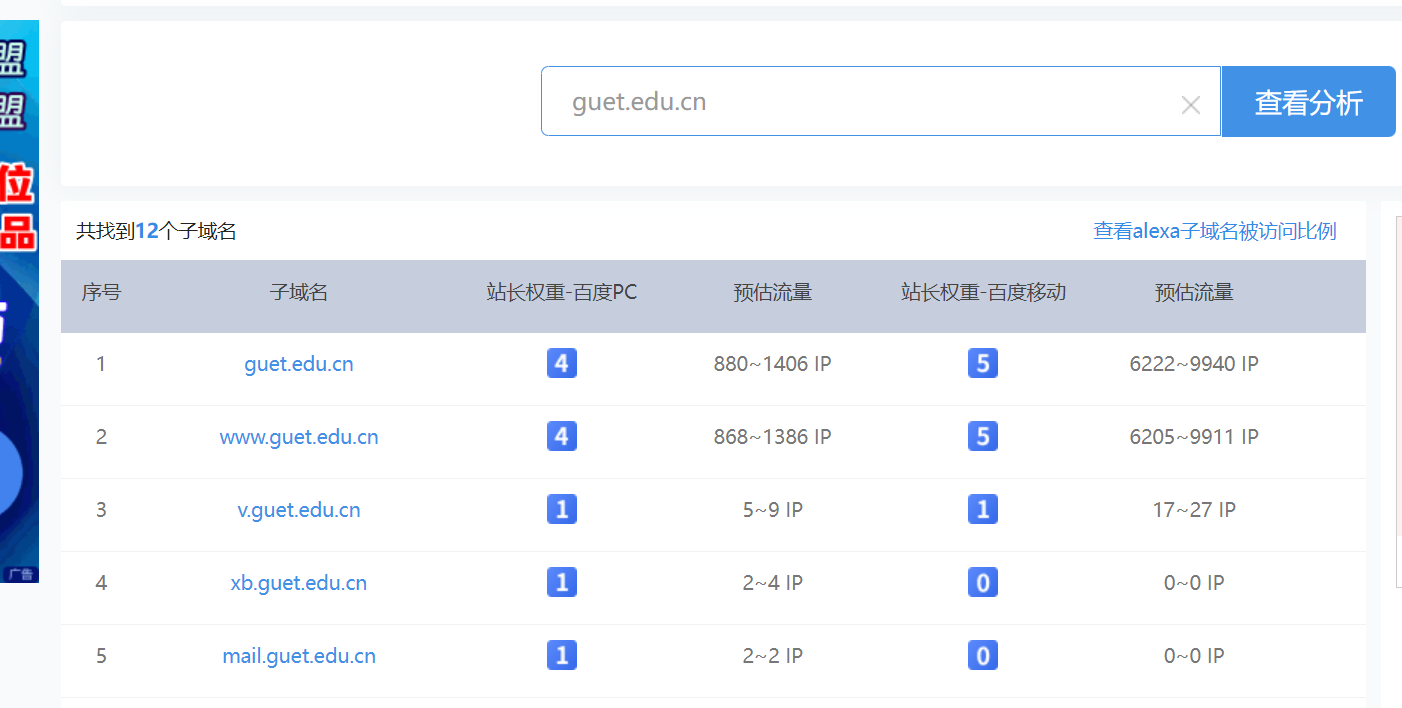 盟
盟
位
品
广告
guet.edu.cn
查看分析
共找到12个子域名 查看alexa子域名被访问比例
序号 子域名 站长权重-百度PC 预估流量 站长权重-百度移动 预估流量
1 guet.edu.cn 4 880~1406 IP 5 6222~9940 IP
2 www.guet.edu.cn 4 868~1386 IP 5 6205~9911 IP
3 v.guet.edu.cn 1 5~9 IP 1 17~27 IP
4 xb.guet.edu.cn 1 2~4 IP 0 0~0 IP
5 mail.guet.edu.cn 1 2~2 IP 0 0~0 IP